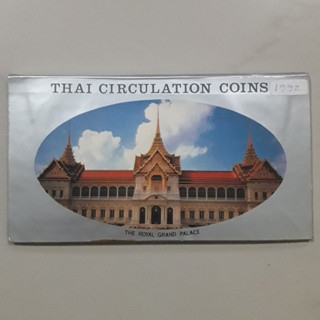 THAI CIRCULATION COINS 1992
THE ROYAL GRAND PALACE